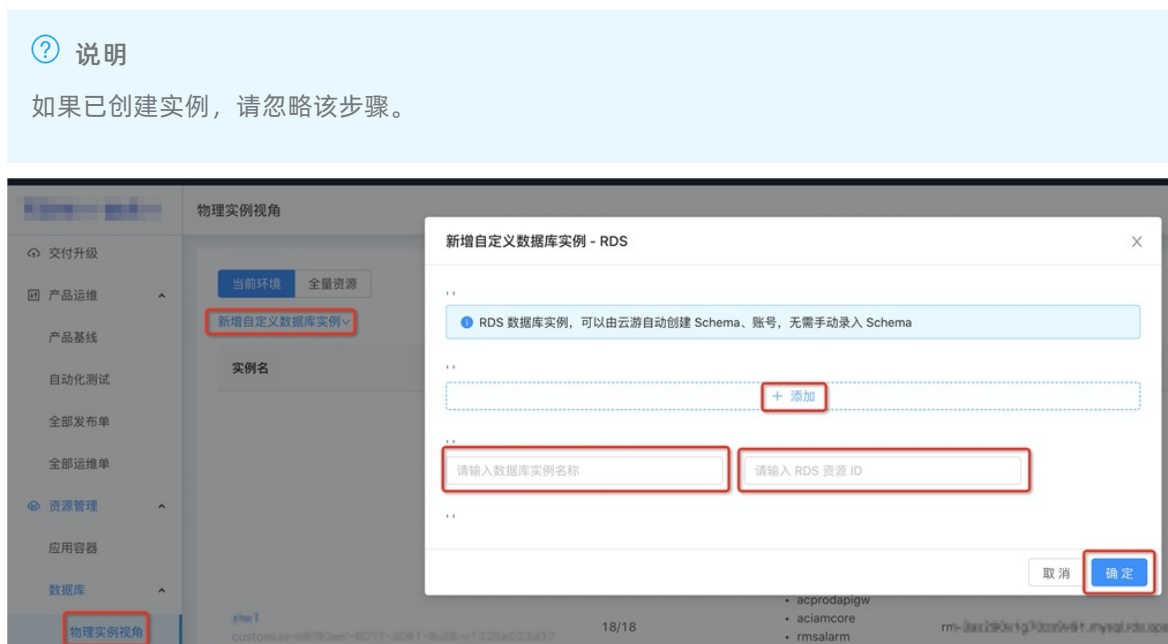 说明
如果已创建实例，请忽略该步骤。
物理实例视角
交付升级
产品运维
产品基线
自动化测试
全部发布单
全部运维单
资源管理
应用容器
数据库
物理实例视角
当前环境 全量资源
新增自定义数据库实例
实例名
新增自定义数据库实例 - RDS
' '
RDS 数据库实例，可以由云游自动创建 Schema、账号，无需手动录入 Schema
' '
+ 添加
' '
请输入数据库实例名称 请输入 RDS 资源 ID
' '
取 消 确 定
18/18
• acprodapigw
• aciamcore
• rmsalarm